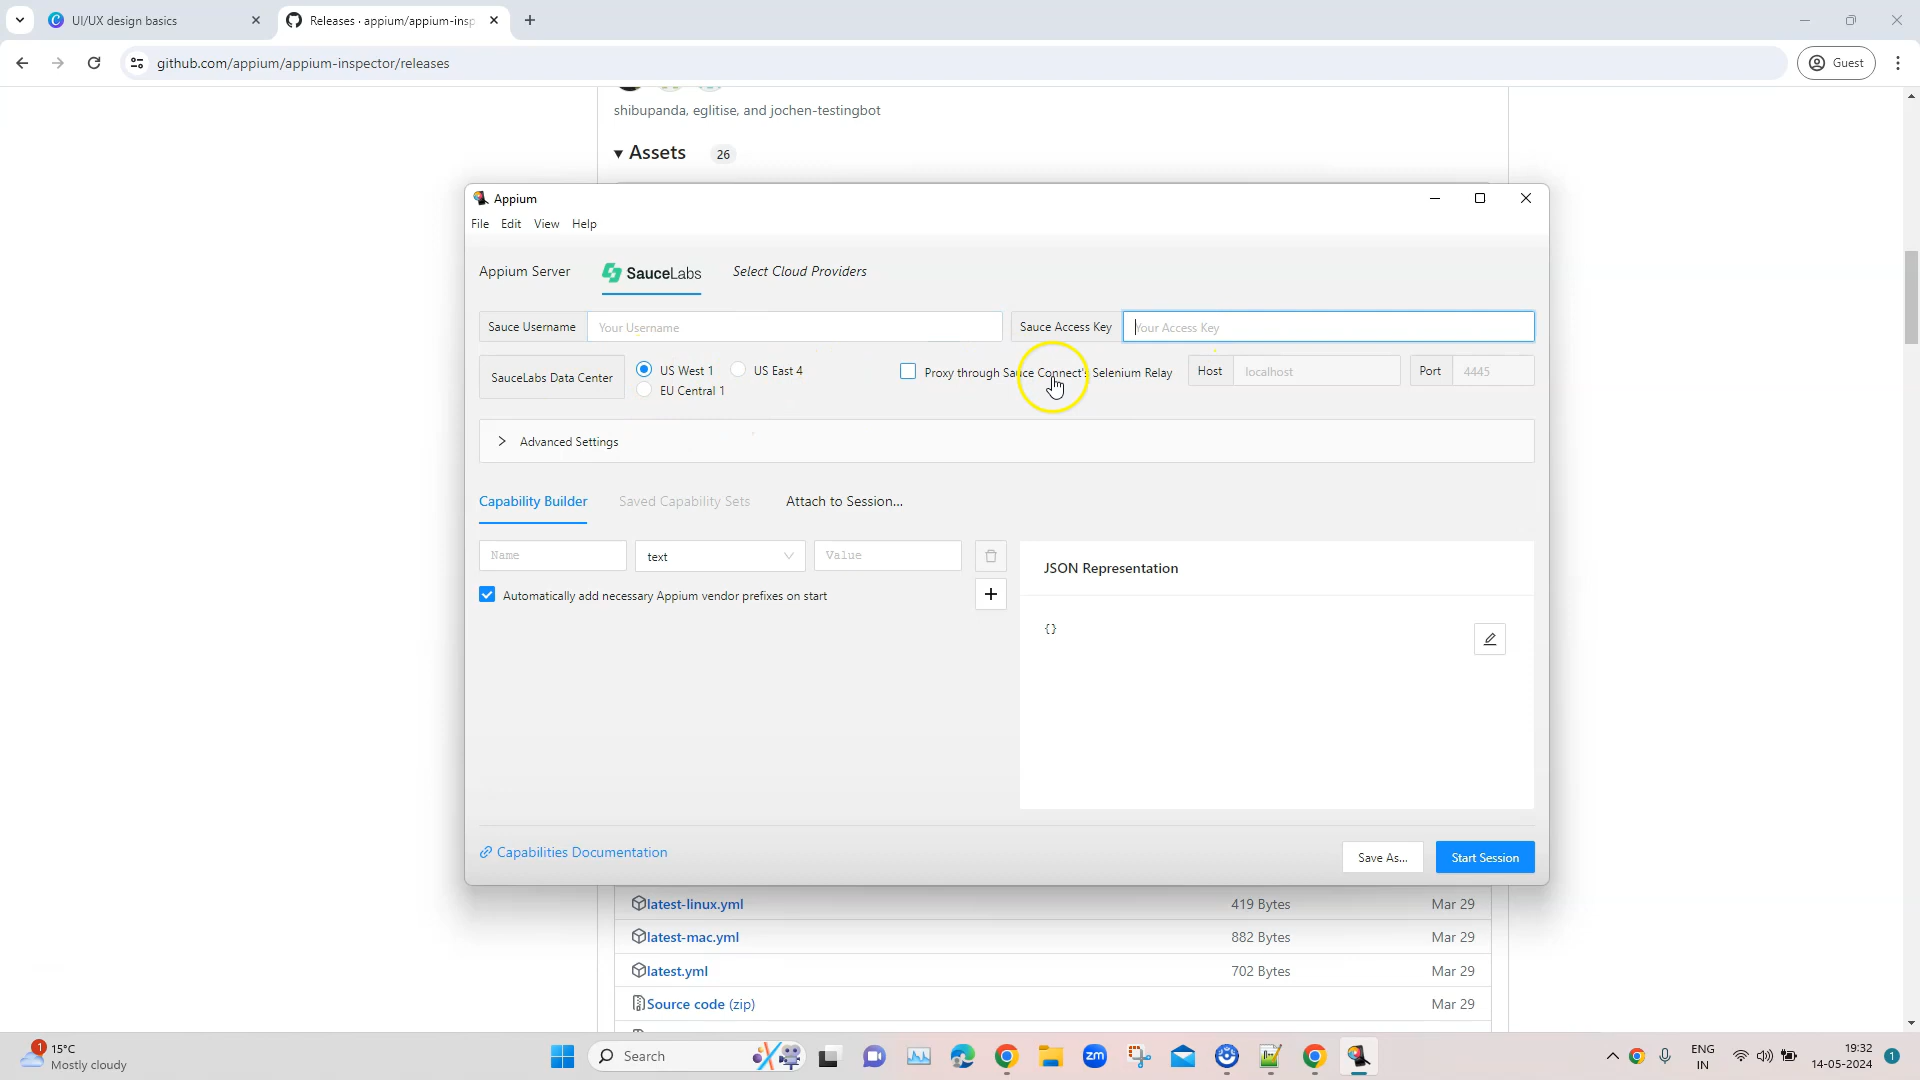 UI/UX design basics
Releases · appium/appium-insp
github.com/appium/appium-inspector/releases
Guest
shibupanda, eglitise, and jochen-testingbot
Assets 26
Appium
File Edit View Help
Appium Server
SauceLabs
Select Cloud Providers
Sauce Username
Your Username
Sauce Access Key
Your Access Key
SauceLabs Data Center
US West 1
US East 4
EU Central 1
Proxy through Sauce Connect's Selenium Relay
Host
localhost
Port
4445
Advanced Settings
Capability Builder
Saved Capability Sets
Attach to Session...
Name
text
Value
Automatically add necessary Appium vendor prefixes on start
JSON Representation
{}
Capabilities Documentation
Save As...
Start Session
latest-linux.yml 419 Bytes Mar 29
latest-mac.yml 882 Bytes Mar 29
latest.yml 702 Bytes Mar 29
Source code (zip) Mar 29
1
15°C
Mostly cloudy
Search
zm
ENG
IN
19:32
14-05-2024
1